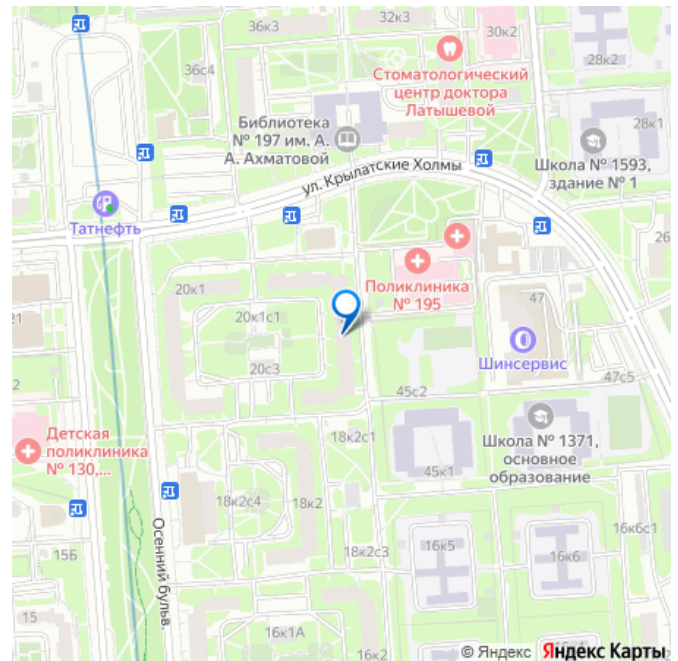 36к3
32к3
30к2
36с4
28к2
Стоматологический
центр доктора
Латышевой
Библиотека
№ 197 им. А.
А. Ахматовой
28к1
Школа № 1593,
здание № 1
ул. Крылатские Холмы
Татнефть
26
Поликлиника
№ 195
20к1
47
21
20к1с1
Шинсервис
20с3
2
45с2
47с5
Детская
поликлиника
№ 130,...
18к2с1
Школа № 1371,
основное
образование
45к1
18к2с4
18к2
Осенний бульв.
16к6с1
15Б
18к2с3
16к5
16к6
15
16к1А
16к2
© Яндекс Яндекс Карты